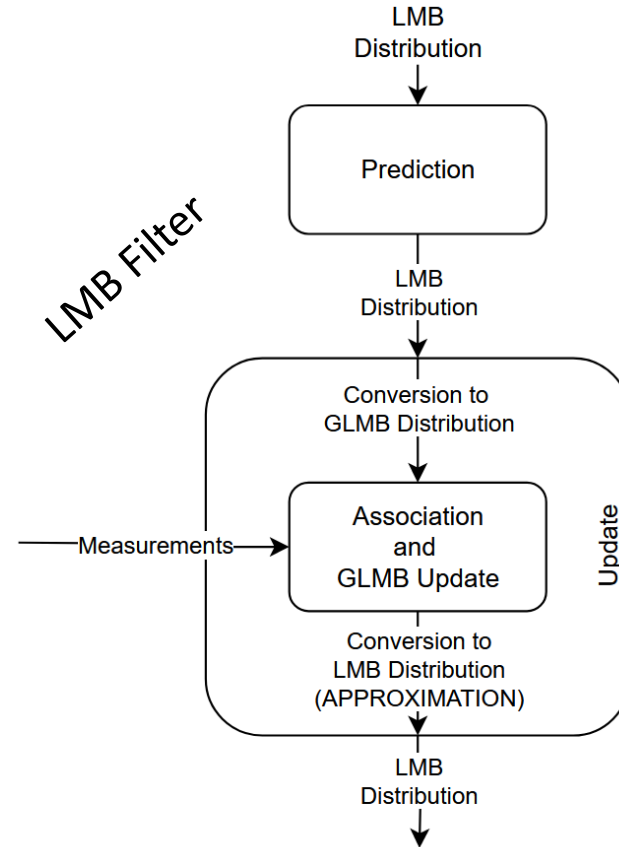 LMB
Distribution
Prediction
LMB Filter
LMB
Distribution
Conversion to
GLMB Distribution
Association
and
GLMB Update
Measurements
Update
Conversion to
LMB Distribution
(APPROXIMATION)
LMB
Distribution